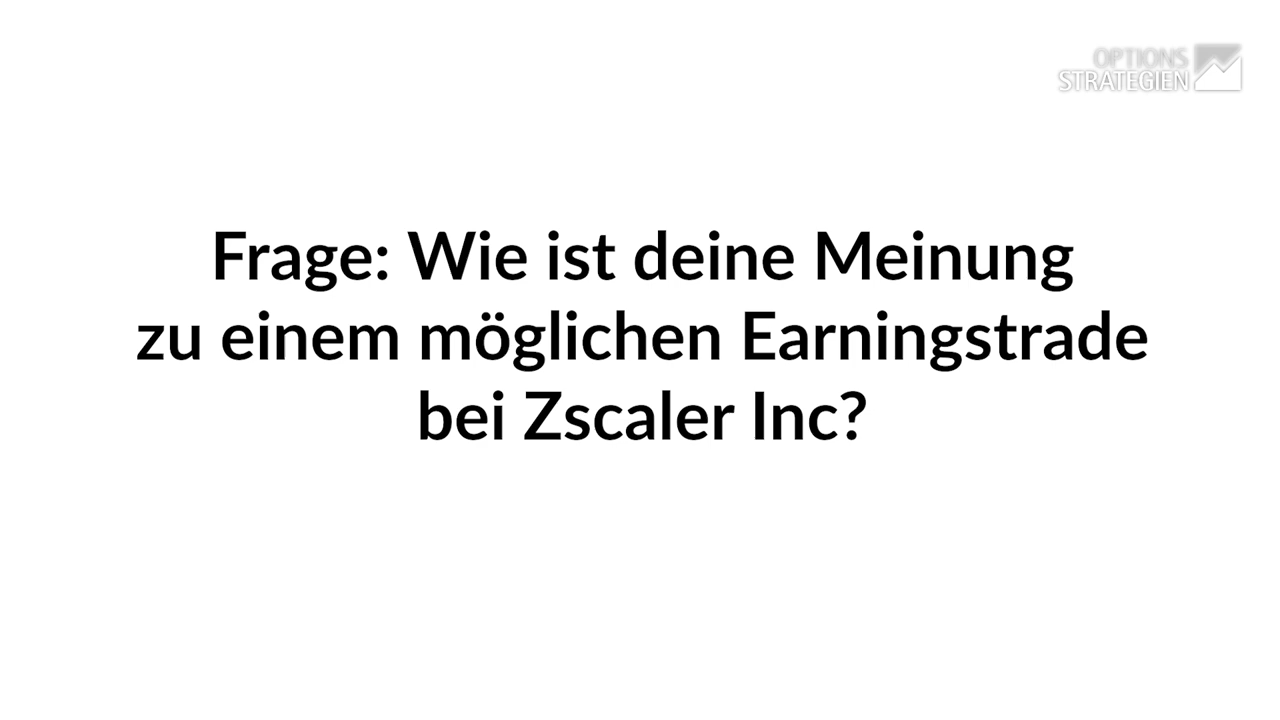 OPTIONS
STRATEGIEN
Frage: Wie ist deine Meinung
zu einem möglichen Earningstrade
bei Zscaler Inc?